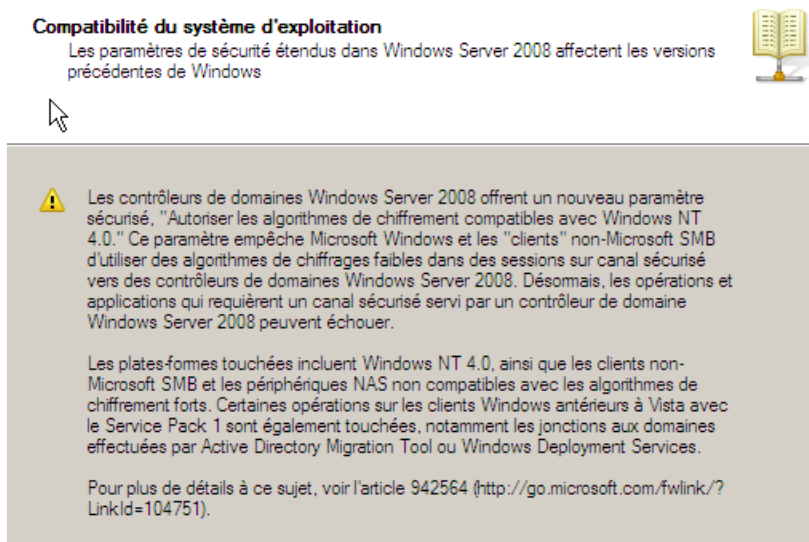 Compatibilité du système d'exploitation
Les paramètres de sécurité étendus dans Windows Server 2008 affectent les versions
précédentes de Windows
Les contrôleurs de domaines Windows Server 2008 offrent un nouveau paramètre
sécurisé, "Autoriser les algorithmes de chiffrement compatibles avec Windows NT
4.0." Ce paramètre empêche Microsoft Windows et les "clients" non-Microsoft SMB
d'utiliser des algorithmes de chiffrages faibles dans des sessions sur canal sécurisé
vers des contrôleurs de domaines Windows Server 2008. Désormais, les opérations et
applications qui requièrent un canal sécurisé servi par un contrôleur de domaine
Windows Server 2008 peuvent échouer.
Les plates-formes touchées incluent Windows NT 4.0, ainsi que les clients non-
Microsoft SMB et les périphériques NAS non compatibles avec les algorithmes de
chiffrement forts. Certaines opérations sur les clients Windows antérieurs à Vista avec
le Service Pack 1 sont également touchées, notamment les jonctions aux domaines
effectuées par Active Directory Migration Tool ou Windows Deployment Services.
Pour plus de détails à ce sujet, voir l'article 942564 (http://go.microsoft.com/fwlink/?
LinkId=104751).